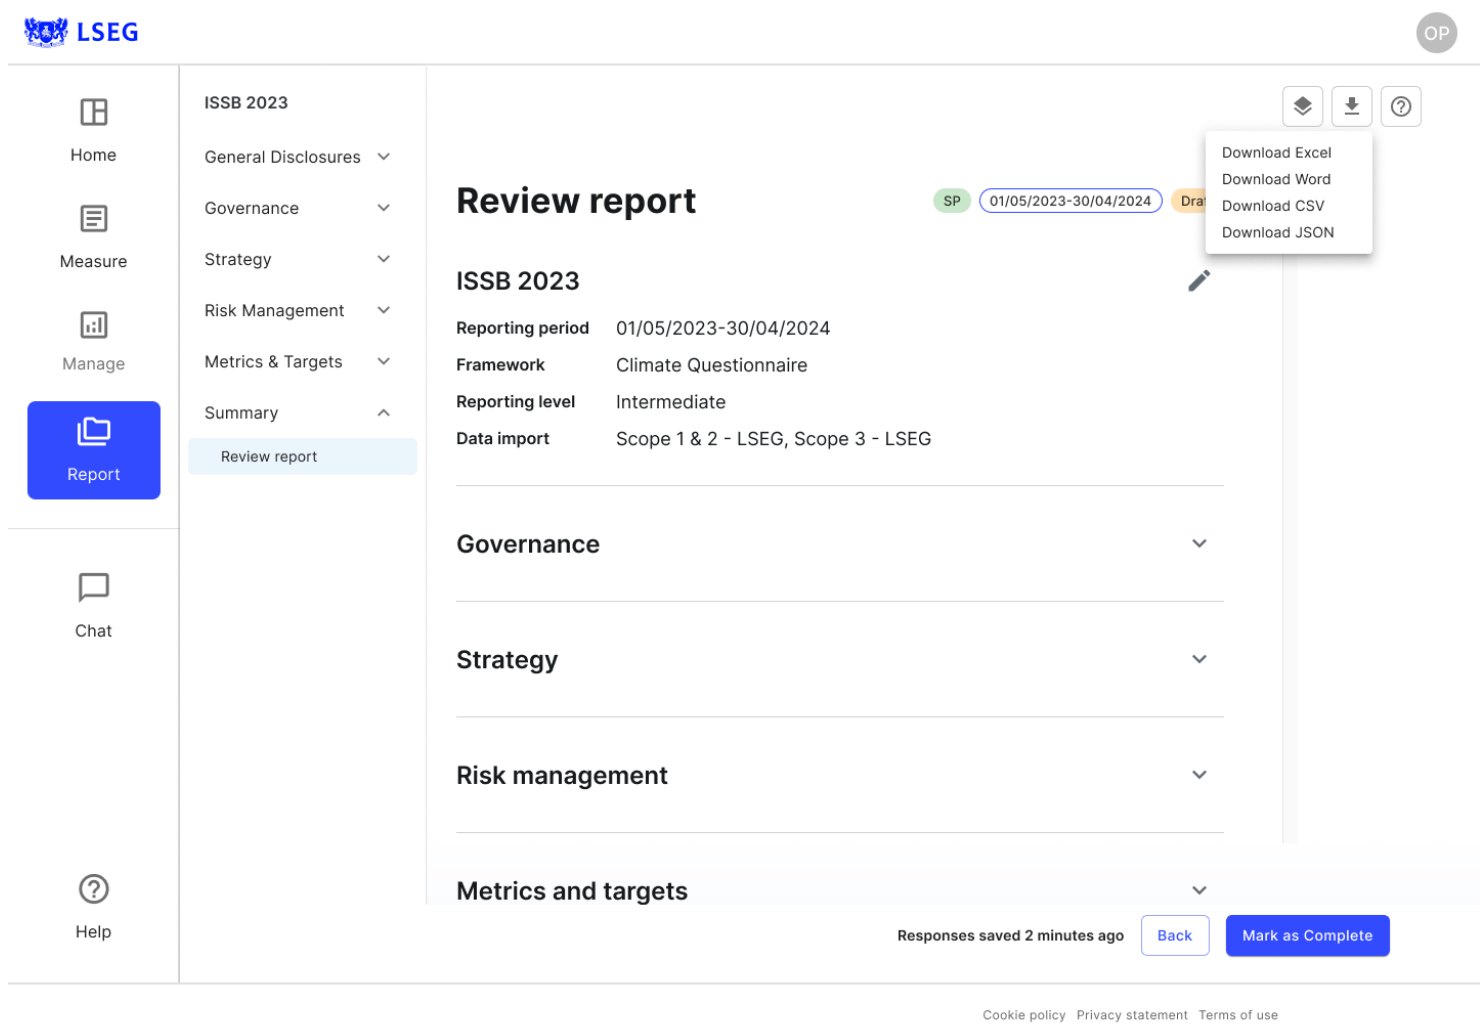 LSEG
OP
Home
Measure
Manage
Report
Chat
Help
ISSB 2023
General Disclosures
Governance
Strategy
Risk Management
Metrics & Targets
Summary
Review report
Download Excel
Download Word
Download CSV
Download JSON
Review report
SP
01/05/2023-30/04/2024
ISSB 2023
Reporting period 01/05/2023-30/04/2024
Framework Climate Questionnaire
Reporting level Intermediate
Data import Scope 1 & 2 - LSEG, Scope 3 - LSEG
Governance
Strategy
Risk management
Metrics and targets
Responses saved 2 minutes ago
Back
Mark as Complete
Cookie policy Privacy statement Terms of use